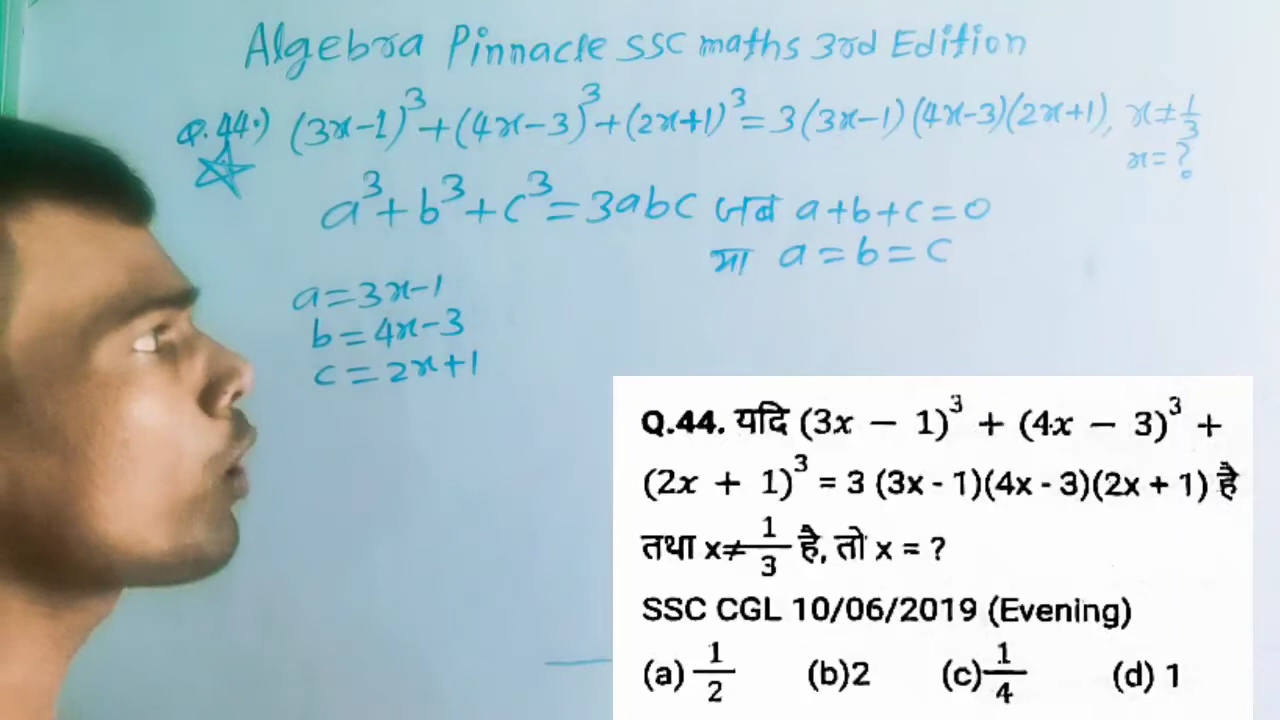 Algebra Pinnacle SSC maths 3rd Edition
Q.44.) (3x-1)³+(4x-3)³+(2x+1)³=3(3x-1)(4x-3)(2x+1), x≠1/3
x=?
a³+b³+c³=3abc जब a+b+c=0
या a=b=c
a=3x-1
b=4x-3
c=2x+1
Q.44. यदि (3x − 1)³ + (4x − 3)³ +
(2x + 1)³ = 3 (3x - 1)(4x - 3)(2x + 1) है
तथा x≠1/3 है, तो x = ?
SSC CGL 10/06/2019 (Evening)
(a) 1/2 (b)2 (c) 1/4 (d) 1